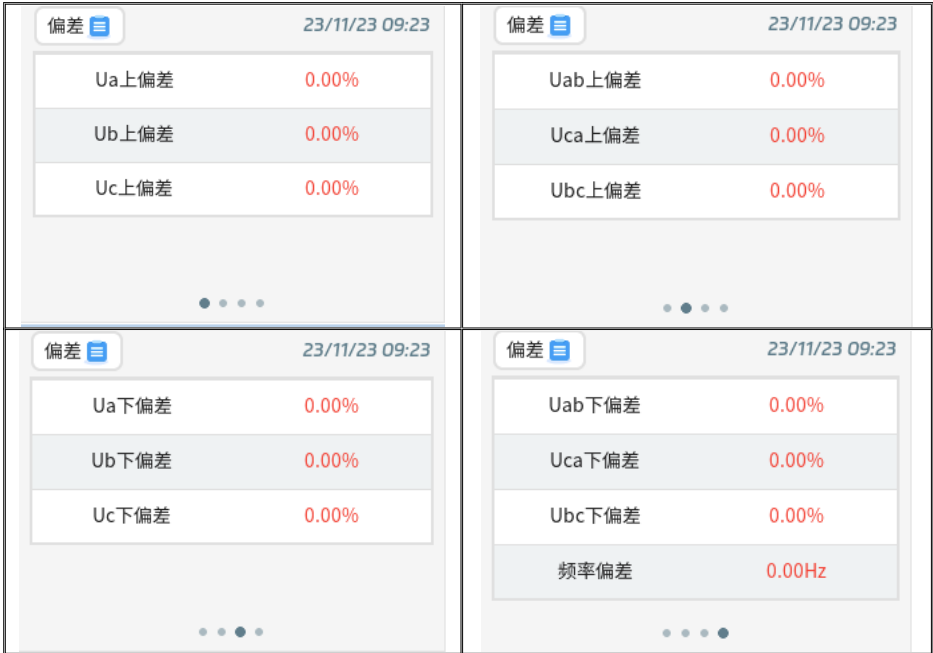 偏差 23/11/23 09:23
Ua上偏差 0.00%
Ub上偏差 0.00%
Uc上偏差 0.00%
偏差 23/11/23 09:23
Uab上偏差 0.00%
Uca上偏差 0.00%
Ubc上偏差 0.00%
偏差 23/11/23 09:23
Ua下偏差 0.00%
Ub下偏差 0.00%
Uc下偏差 0.00%
偏差 23/11/23 09:23
Uab下偏差 0.00%
Uca下偏差 0.00%
Ubc下偏差 0.00%
频率偏差 0.00Hz